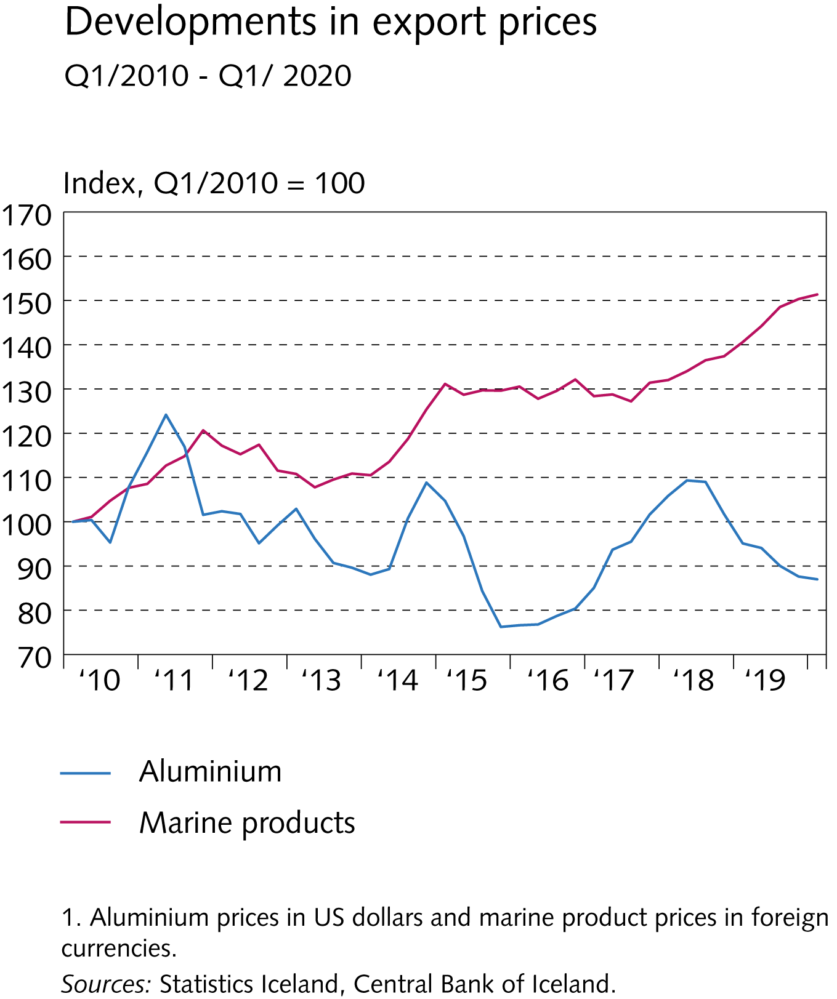 Developments in export prices
Q1/2010 - Q1/ 2020
Index, Q1/2010 = 100
170
160
150
140
130
120
110
100
90
80
70
‘10 ‘11 ‘12 ‘13 ‘14 ‘15 ‘16 ‘17 ‘18 ‘19
Aluminium
Marine products
1. Aluminium prices in US dollars and marine product prices in foreign
currencies.
Sources: Statistics Iceland, Central Bank of Iceland.